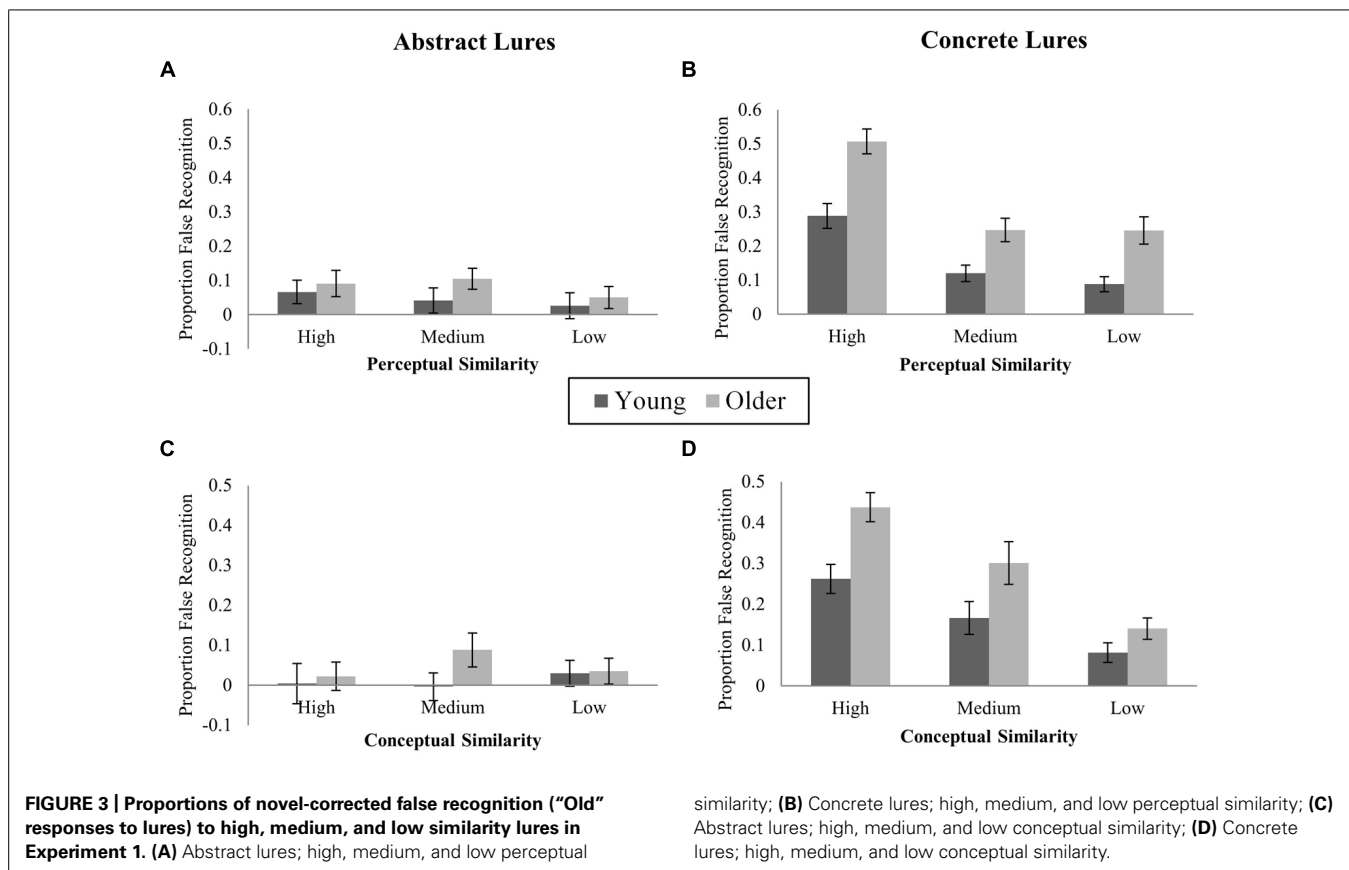 Abstract Lures
Concrete Lures
A
0.6
0.5
0.4
0.3
0.2
0.1
0
-0.1
Proportion False Recognition
High Medium Low
Perceptual Similarity
B
0.6
0.5
0.4
0.3
0.2
0.1
0
Proportion False Recognition
High Medium Low
Perceptual Similarity
Young Older
C
0.5
0.4
0.3
0.2
0.1
0
-0.1
Proportion False Recognition
High Medium Low
Conceptual Similarity
D
0.5
0.4
0.3
0.2
0.1
0
Proportion False Recognition
High Medium Low
Conceptual Similarity
FIGURE 3 | Proportions of novel-corrected false recognition (“Old”
responses to lures) to high, medium, and low similarity lures in
Experiment 1. (A) Abstract lures; high, medium, and low perceptual
similarity; (B) Concrete lures; high, medium, and low perceptual similarity; (C)
Abstract lures; high, medium, and low conceptual similarity; (D) Concrete
lures; high, medium, and low conceptual similarity.